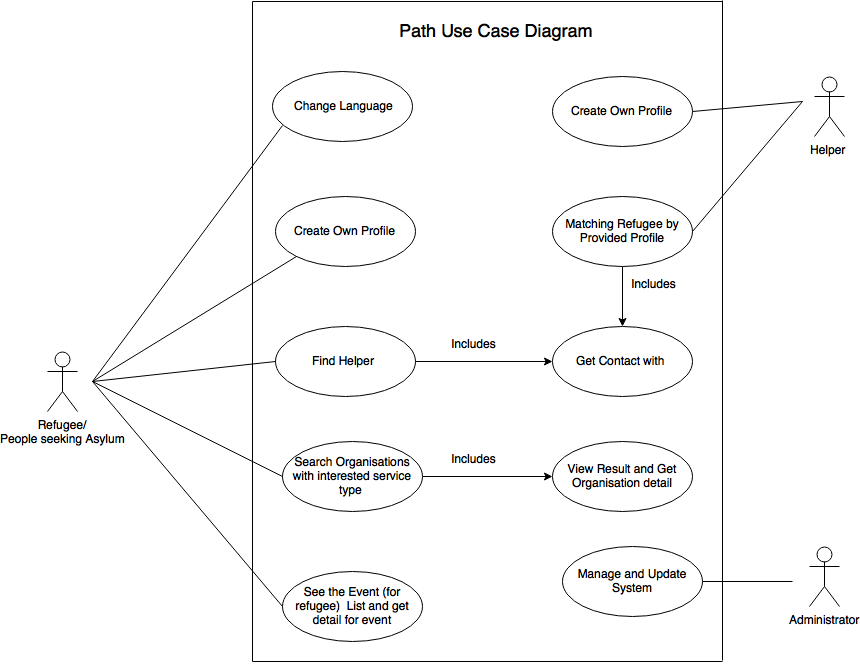 Path Use Case Diagram
Change Language
Create Own Profile
Helper
Create Own Profile
Matching Refugee by
Provided Profile
Includes
Find Helper
Includes
Get Contact with
Refugee/
People seeking Asylum
Search Organisations
with interested service
type
Includes
View Result and Get
Organisation detail
See the Event (for
refugee) List and get
detail for event
Manage and Update
System
Administrator